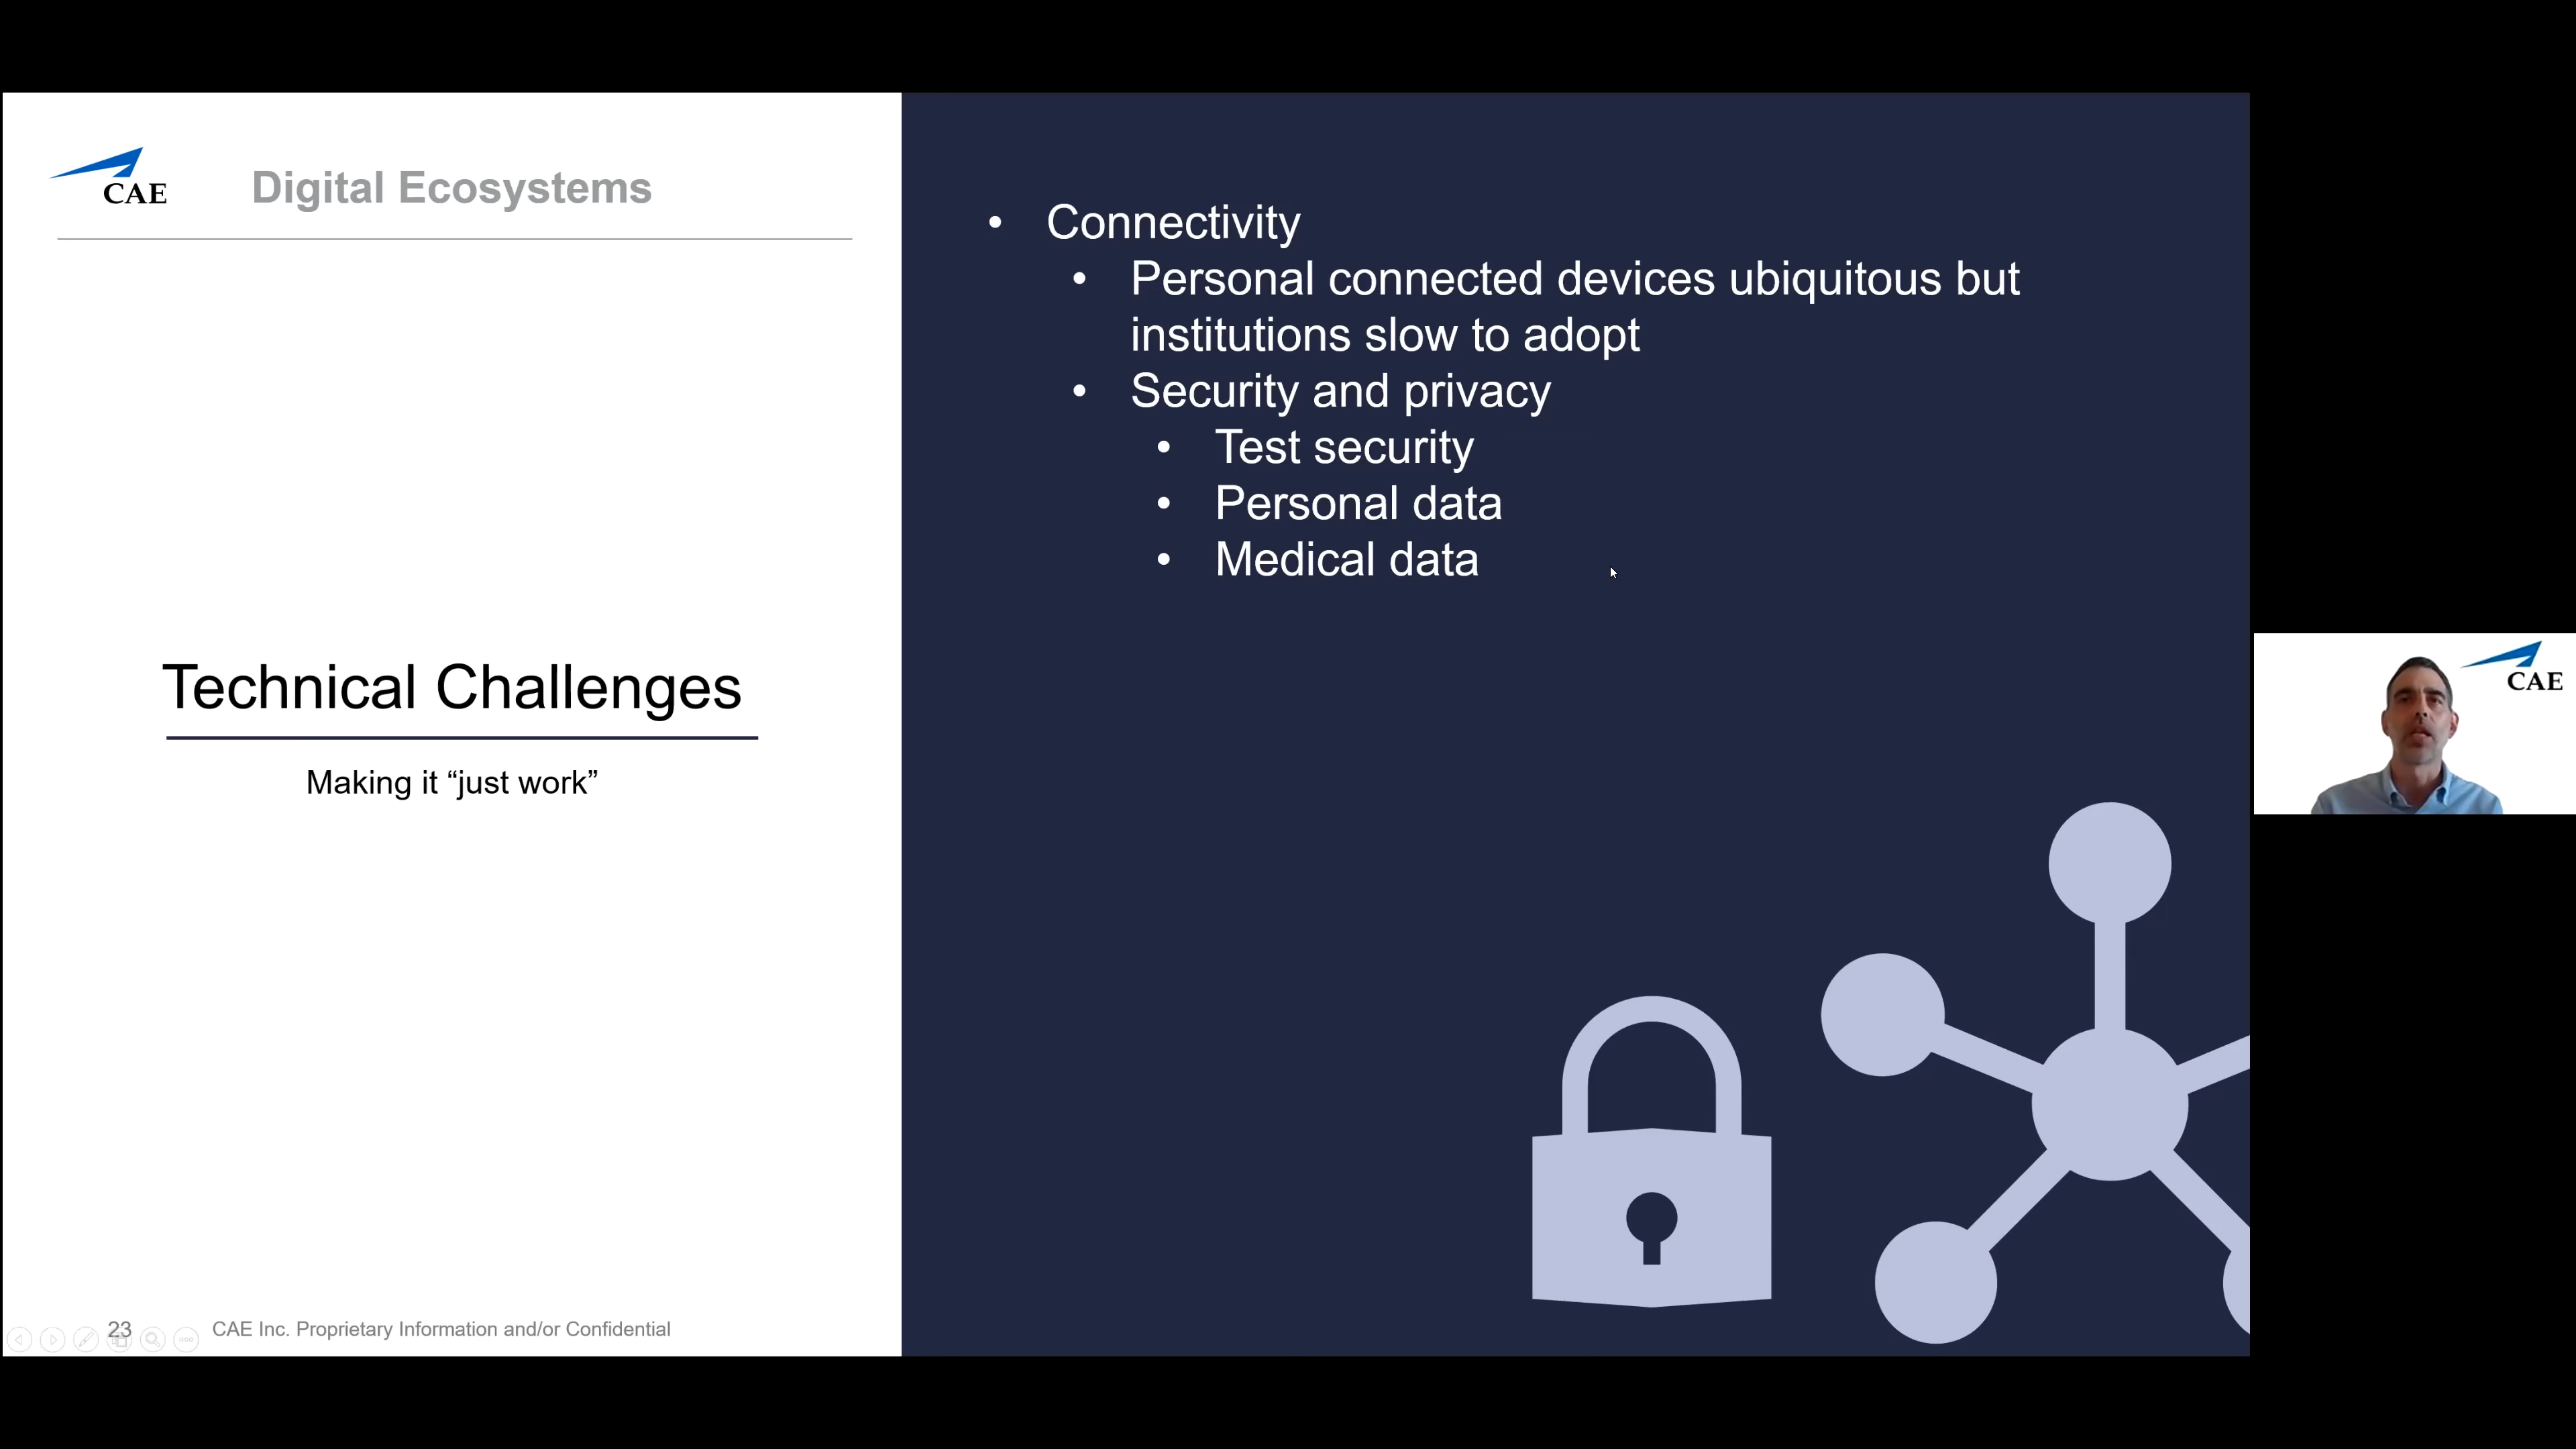 CAE
Digital Ecosystems
Technical Challenges
Making it “just work”
23
CAE Inc. Proprietary Information and/or Confidential
• Connectivity
• Personal connected devices ubiquitous but
institutions slow to adopt
• Security and privacy
• Test security
• Personal data
• Medical data
CAE